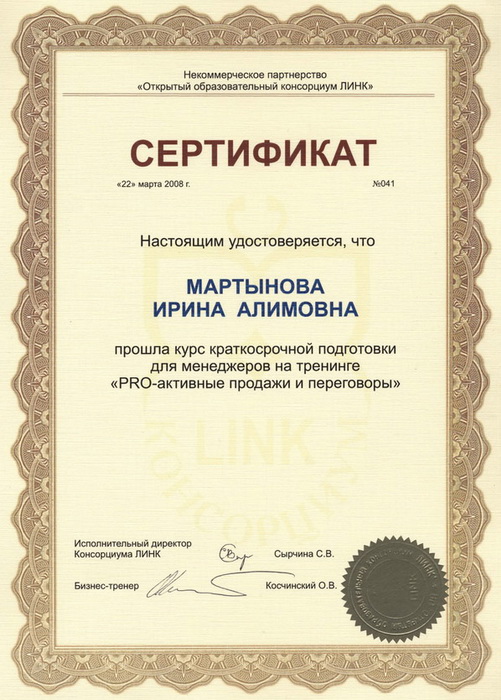 Некоммерческое партнерство
«Открытый образовательный консорциум ЛИНК»
СЕРТИФИКАТ
«22» марта 2008 г. №041
Настоящим удостоверяется, что
МАРТЫНОВА
ИРИНА АЛИМОВНА
прошла курс краткосрочной подготовки
для менеджеров на тренинге
«PRO-активные продажи и переговоры»
LINK
КОНСОРЦИУМ
Исполнительный директор
Консорциума ЛИНК Сырчина С.В.
Бизнес-тренер Косчинский О.В.
ЛИНК